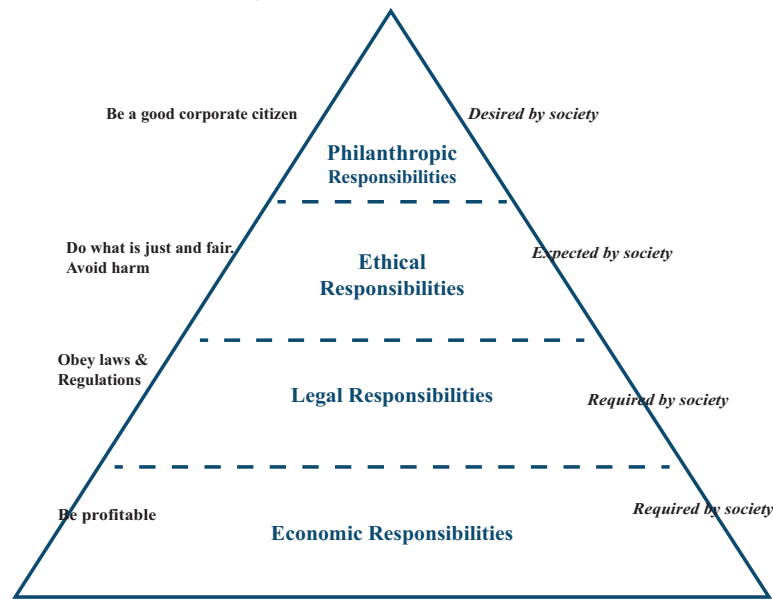 Be a good corporate citizen
Desired by society
Philanthropic
Responsibilities
Do what is just and fair.
Avoid harm
Expected by society
Ethical
Responsibilities
Obey laws &
Regulations
Legal Responsibilities
Required by society
Be profitable
Required by society
Economic Responsibilities